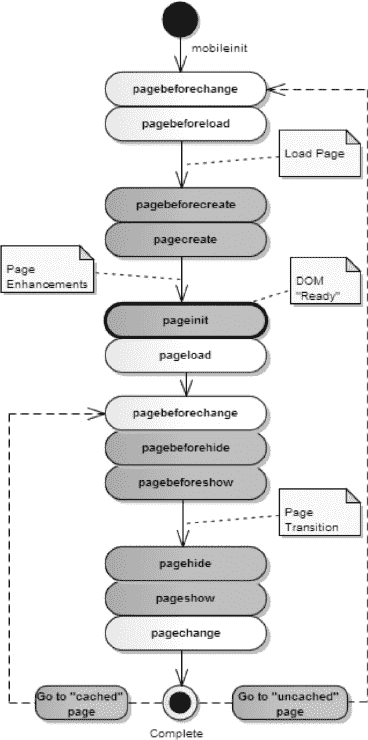 mobileinit
pagebeforechange
pagebeforeload
Load Page
pagebeforecreate
pagecreate
Page
Enhancements
DOM
"Ready"
pageinit
pageload
pagebeforechange
pagebeforehide
pagebeforeshow
Page
Transition
pagehide
pageshow
pagechange
Go to "cached"
page
Go to "uncached"
page
Complete